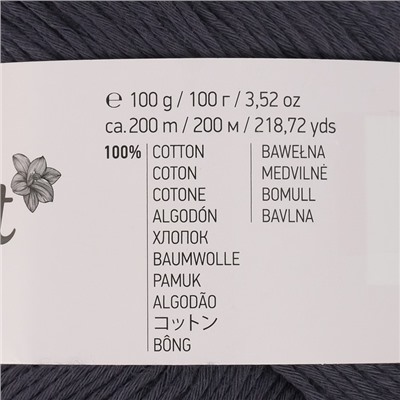 ℮ 100 g / 100 г / 3,52 oz
ca. 200 m / 200 м / 218,72 yds
100% COTTON BAWEŁNA
COTON MEDVILNĖ
COTONE BOMULL
ALGODÓN BAVLNA
ХЛОПОК
BAUMWOLLE
PAMUK
ALGODÃO
コットン
BÔNG